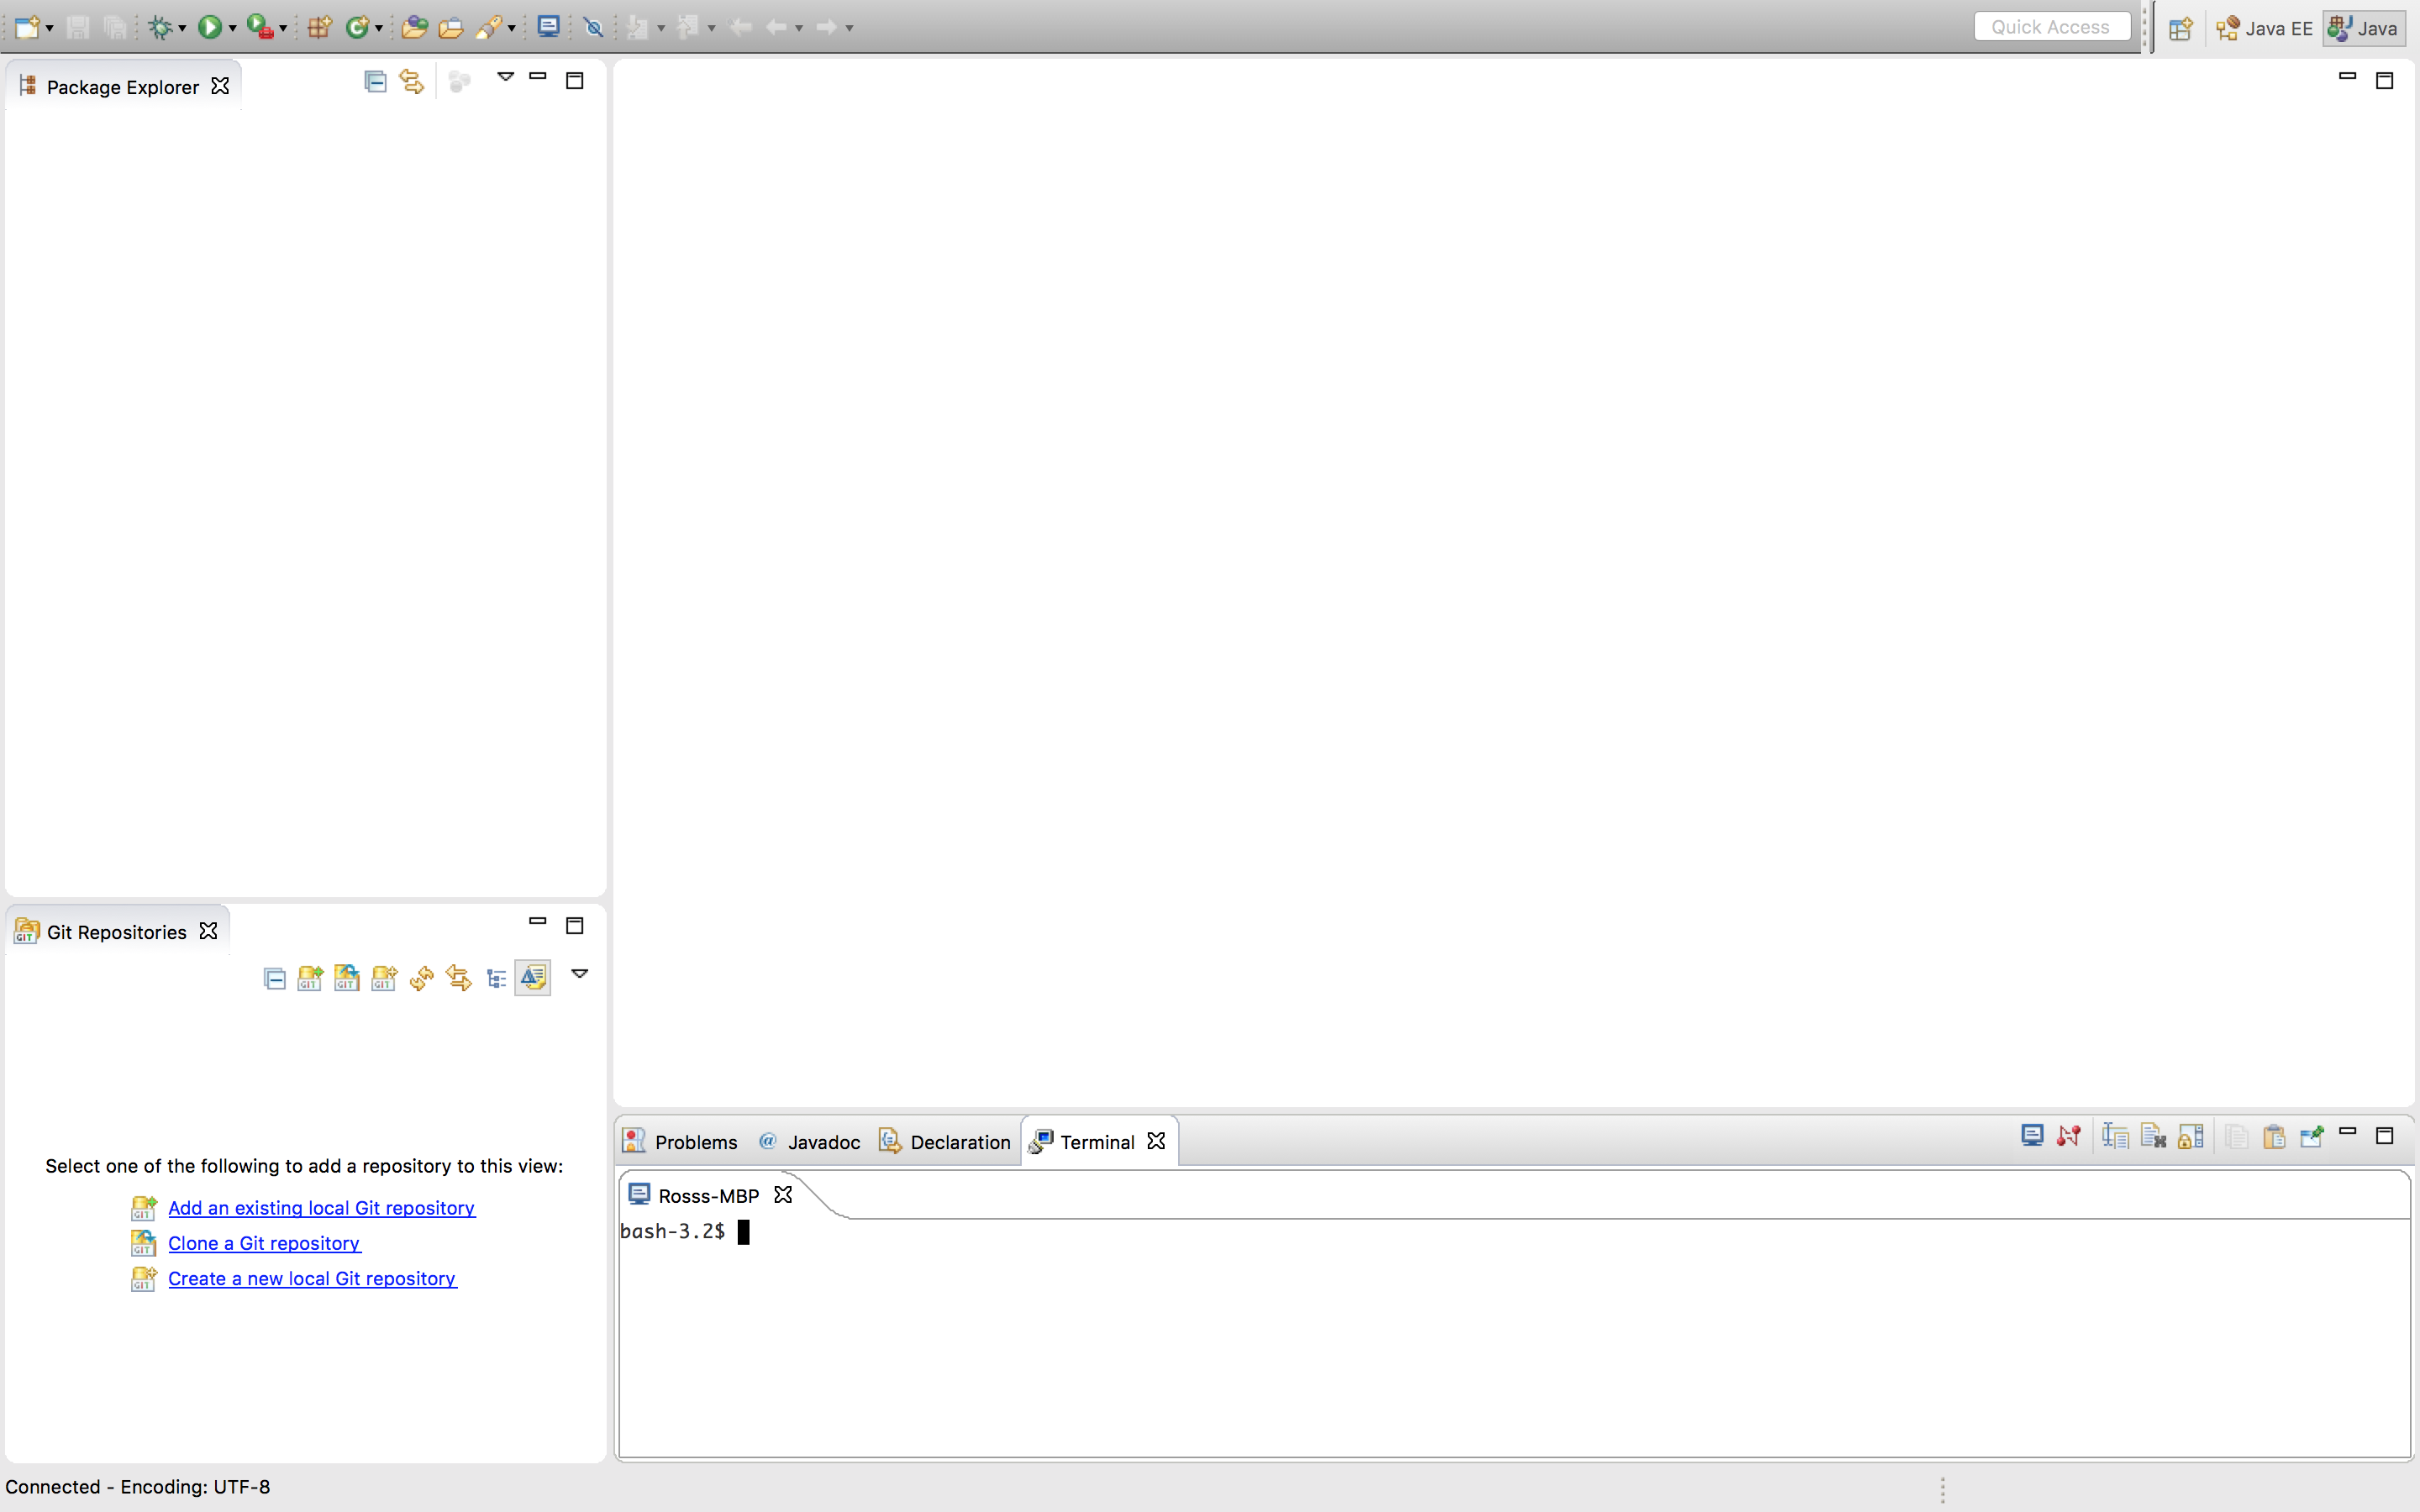 Quick Access
Java EE
Java
Package Explorer
Git Repositories
Select one of the following to add a repository to this view:
Add an existing local Git repository
Clone a Git repository
Create a new local Git repository
Problems
Javadoc
Declaration
Terminal
Rosss-MBP
bash-3.2$
Connected - Encoding: UTF-8